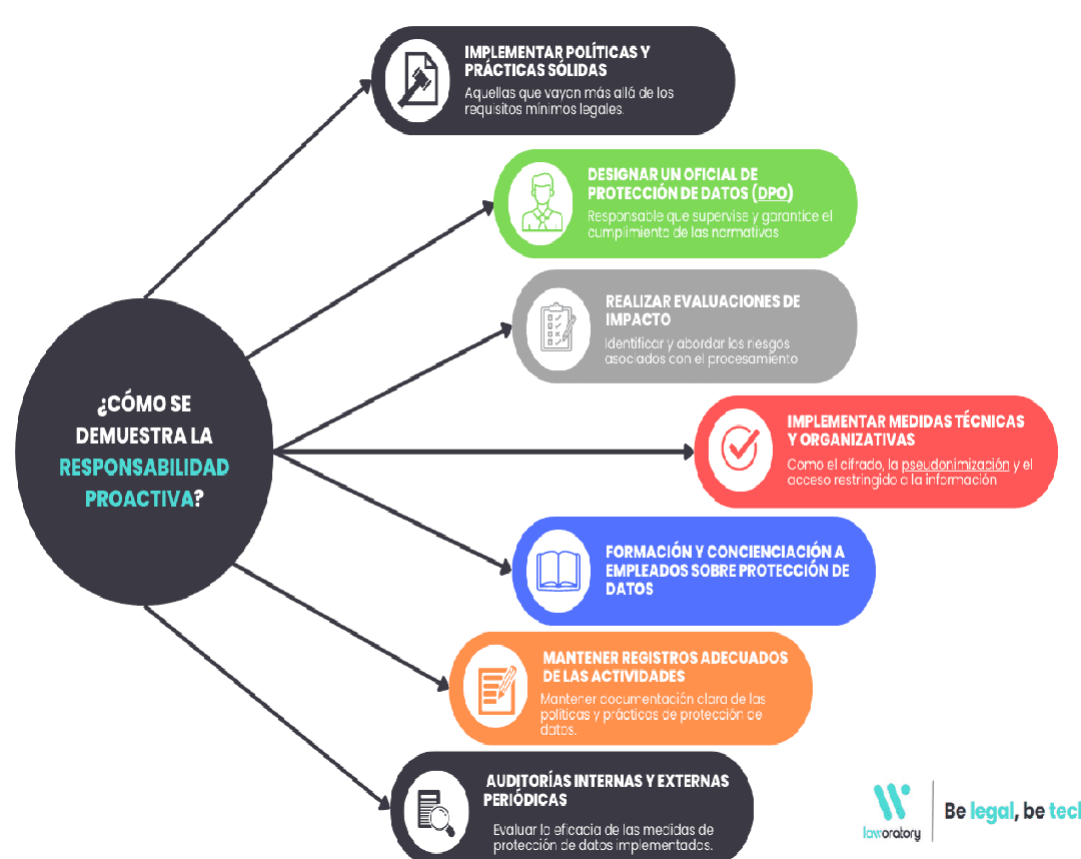 IMPLEMENTAR POLÍTICAS Y
PRÁCTICAS SÓLIDAS
Aquellas que vayan más allá de los
requisitos mínimos legales.
DESIGNAR UN OFICIAL DE
PROTECCIÓN DE DATOS (DPO)
Responsable que supervise y garantice el
cumplimiento de las normativas
REALIZAR EVALUACIONES DE
IMPACTO
Identificar y abordar los riesgos
asociados con el procesamiento
¿CÓMO SE
DEMUESTRA LA
RESPONSABILIDAD
PROACTIVA?
IMPLEMENTAR MEDIDAS TÉCNICAS
Y ORGANIZATIVAS
Como el cifrado, la pseudonimización y el
acceso restringido a la información
FORMACIÓN Y CONCIENCIACIÓN A
EMPLEADOS SOBRE PROTECCIÓN DE
DATOS
MANTENER REGISTROS ADECUADOS
DE LAS ACTIVIDADES
Mantener documentación clara de las
políticas y prácticas de protección de
datos.
AUDITORÍAS INTERNAS Y EXTERNAS
PERIÓDICAS
Evaluar la eficacia de las medidas de
protección de datos implementadas.
laworatory
Be legal, be tech